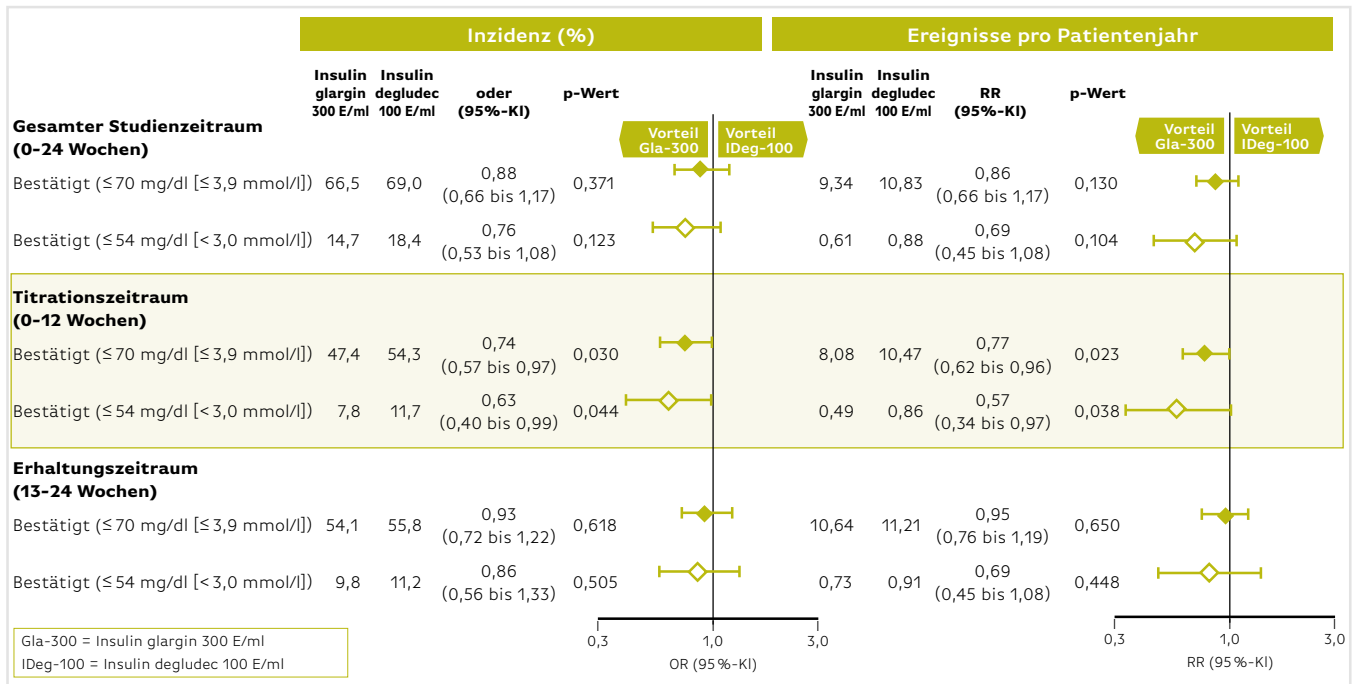 Inzidenz (%) Ereignisse pro Patientenjahr
Insulin Insulin Insulin Insulin
glargin degludec oder p-Wert glargin degludec RR p-Wert
300 E/ml 100 E/ml (95%-KI) 300 E/ml 100 E/ml (95%-KI)
Gesamter Studienzeitraum
(0-24 Wochen)
Vorteil Vorteil Vorteil Vorteil
Gla-300 IDeg-100 Gla-300 IDeg-100
Bestätigt (≤70 mg/dl [≤3,9 mmol/l]) 66,5 69,0 0,88 0,371 9,34 10,83 0,86 0,130
(0,66 bis 1,17) (0,66 bis 1,17)
Bestätigt (≤54 mg/dl [<3,0 mmol/l]) 14,7 18,4 0,76 0,123 0,61 0,88 0,69 0,104
(0,53 bis 1,08) (0,45 bis 1,08)
Titrationszeitraum
(0-12 Wochen)
Bestätigt (≤70 mg/dl [≤3,9 mmol/l]) 47,4 54,3 0,74 0,030 8,08 10,47 0,77 0,023
(0,57 bis 0,97) (0,62 bis 0,96)
Bestätigt (≤54 mg/dl [<3,0 mmol/l]) 7,8 11,7 0,63 0,044 0,49 0,86 0,57 0,038
(0,40 bis 0,99) (0,34 bis 0,97)
Erhaltungszeitraum
(13-24 Wochen)
Bestätigt (≤70 mg/dl [≤3,9 mmol/l]) 54,1 55,8 0,93 0,618 10,64 11,21 0,95 0,650
(0,72 bis 1,22) (0,76 bis 1,19)
Bestätigt (≤54 mg/dl [<3,0 mmol/l]) 9,8 11,2 0,86 0,505 0,73 0,91 0,69 0,448
(0,56 bis 1,33) (0,45 bis 1,08)
0,3 1,0 3,0 0,3 1,0 3,0
OR (95%-KI) RR (95%-KI)
Gla-300 = Insulin glargin 300 E/ml
IDeg-100 = Insulin degludec 100 E/ml